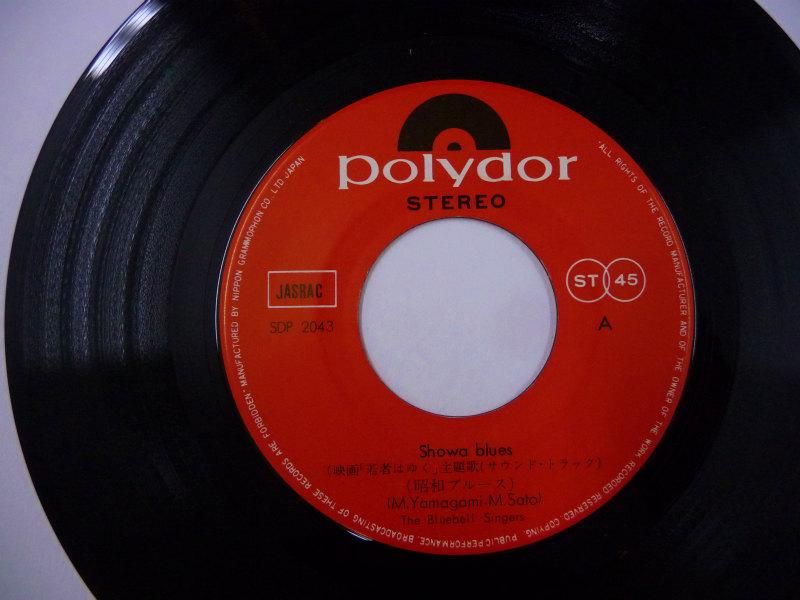 polydor
STEREO
JASRAC
SDP 2043
ST 45
A
Showa blues
(映画「若者はゆく」主題歌(サウンド・トラック)
(昭和ブルース)
(M.Yamagami-M.Sato)
The Bluebell Singers
"ALL RIGHTS OF THE RECORD MANUFACTURER AND OF THE OWNER OF THE WORK RECORDED RESERVED. COPYING, PUBLIC PERFORMANCE, BROADCASTING OF THESE RECORDS ARE FORBIDDEN" MANUFACTURED BY NIPPON GRAMMOPHON CO. LTD JAPAN